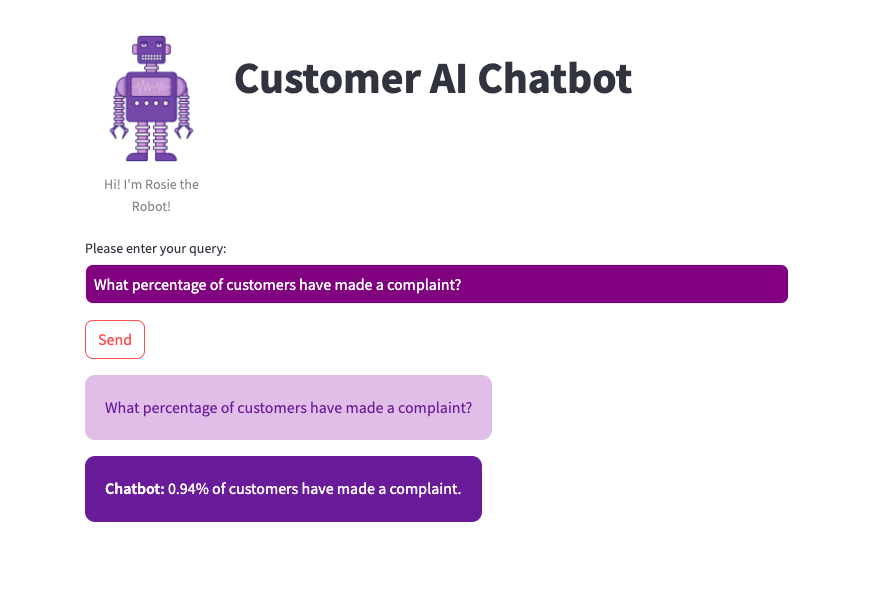 Customer AI Chatbot
Hi! I'm Rosie the
Robot!
Please enter your query:
What percentage of customers have made a complaint?
Send
What percentage of customers have made a complaint?
Chatbot: 0.94% of customers have made a complaint.